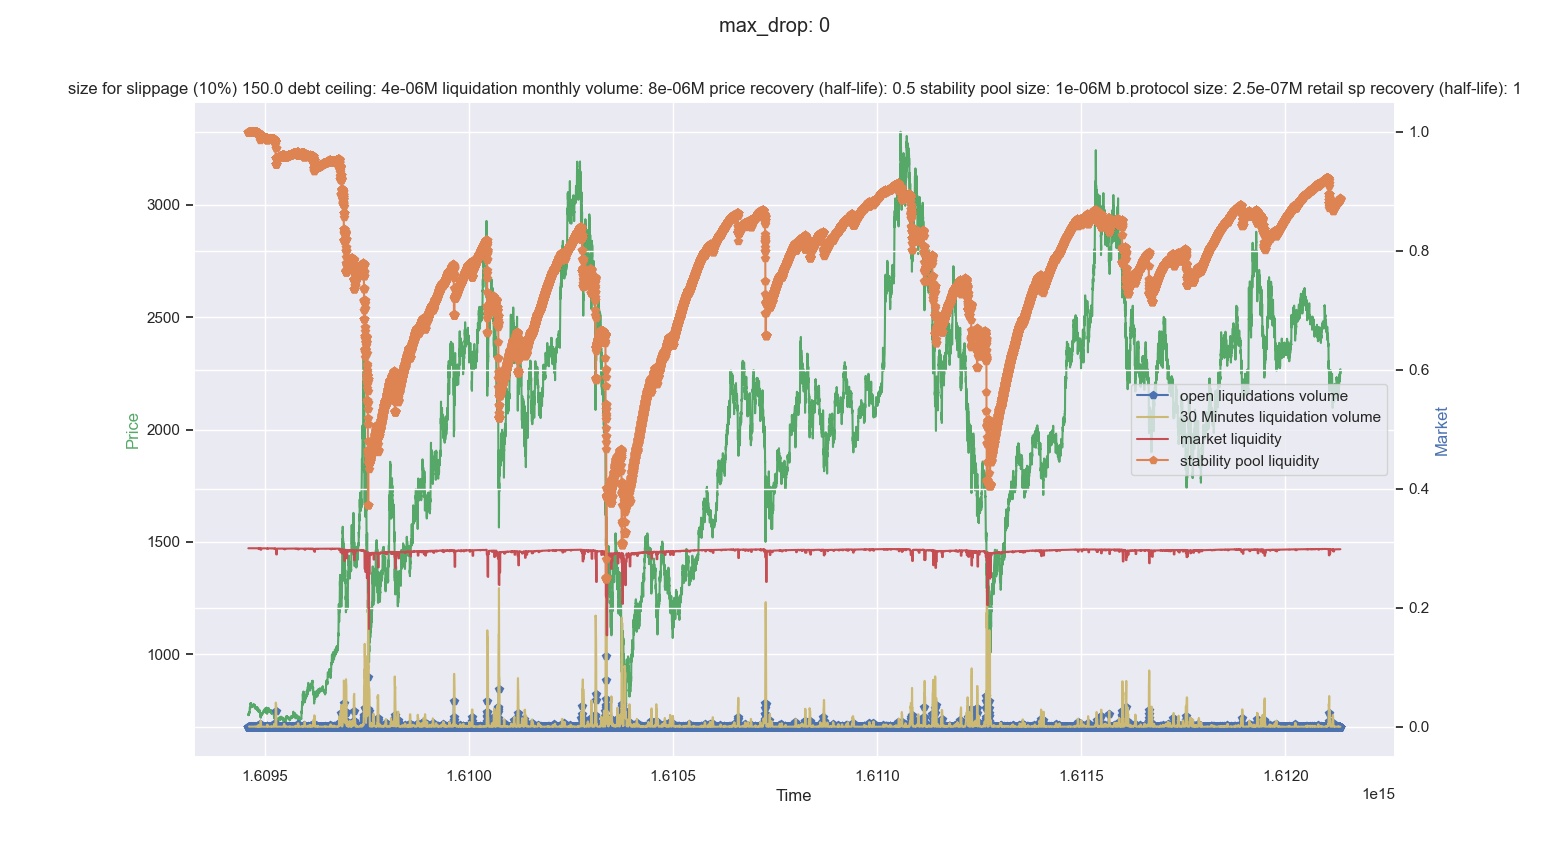 max_drop: 0
size for slippage (10%) 150.0 debt ceiling: 4e-06M liquidation monthly volume: 8e-06M price recovery (half-life): 0.5 stability pool size: 1e-06M b.protocol size: 2.5e-07M retail sp recovery (half-life): 1
3000
2500
2000
1500
1000
Price
1.0
0.8
0.6
0.4
0.2
0.0
Market
open liquidations volume
30 Minutes liquidation volume
market liquidity
stability pool liquidity
1.6095 1.6100 1.6105 1.6110 1.6115 1.6120
Time
1e15